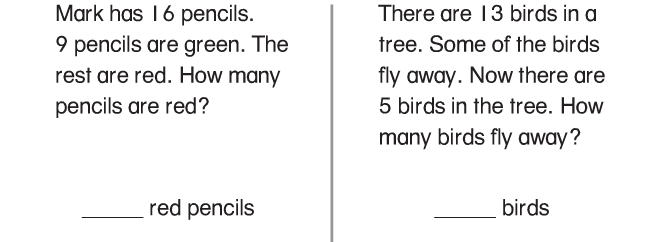 Mark has 16 pencils.
9 pencils are green. The
rest are red. How many
pencils are red?
______ red pencils
There are 13 birds in a
tree. Some of the birds
fly away. Now there are
5 birds in the tree. How
many birds fly away?
______ birds